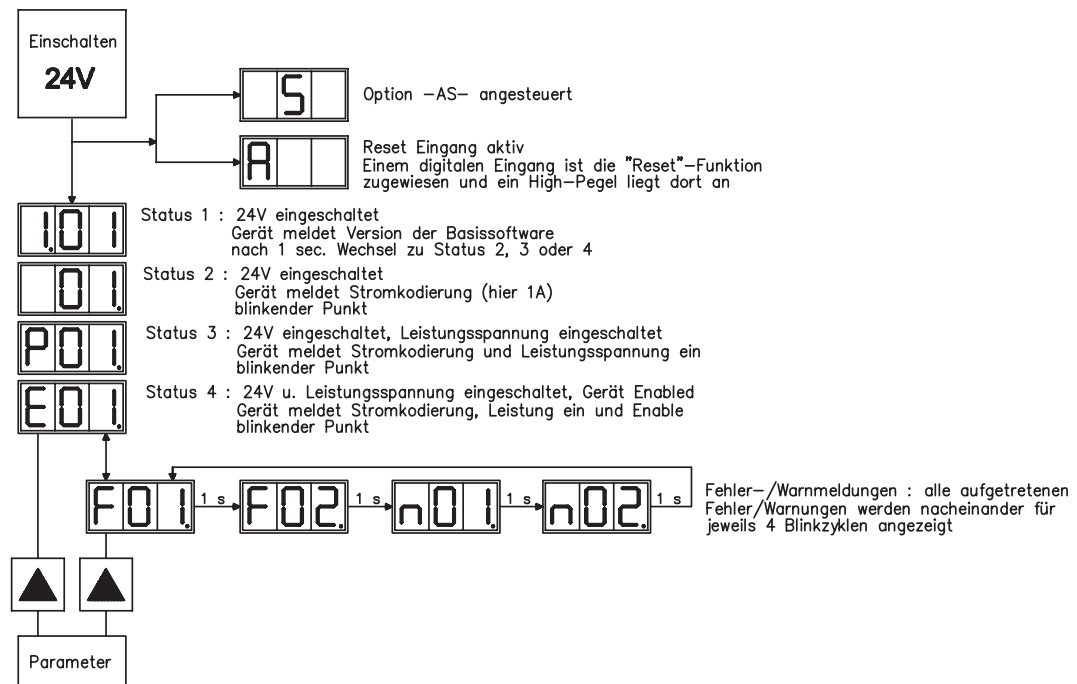 Einschalten
24V
S
Option -AS- angesteuert
A
Reset Eingang aktiv
Einem digitalen Eingang ist die "Reset"-Funktion
zugewiesen und ein High-Pegel liegt dort an
1.01
Status 1 : 24V eingeschaltet
Gerät meldet Version der Basissoftware
nach 1 sec. Wechsel zu Status 2, 3 oder 4
01.
Status 2 : 24V eingeschaltet
Gerät meldet Stromkodierung (hier 1A)
blinkender Punkt
P01.
Status 3 : 24V eingeschaltet, Leistungsspannung eingeschaltet
Gerät meldet Stromkodierung und Leistungsspannung ein
blinkender Punkt
E01.
Status 4 : 24V u. Leistungsspannung eingeschaltet, Gerät Enabled
Gerät meldet Stromkodierung, Leistung ein und Enable
blinkender Punkt
F01. 1 s F02. 1 s n01. 1 s n02. 1 s
Fehler-/Warnmeldungen : alle aufgetretenen
Fehler/Warnungen werden nacheinander für
jeweils 4 Blinkzyklen angezeigt
Parameter